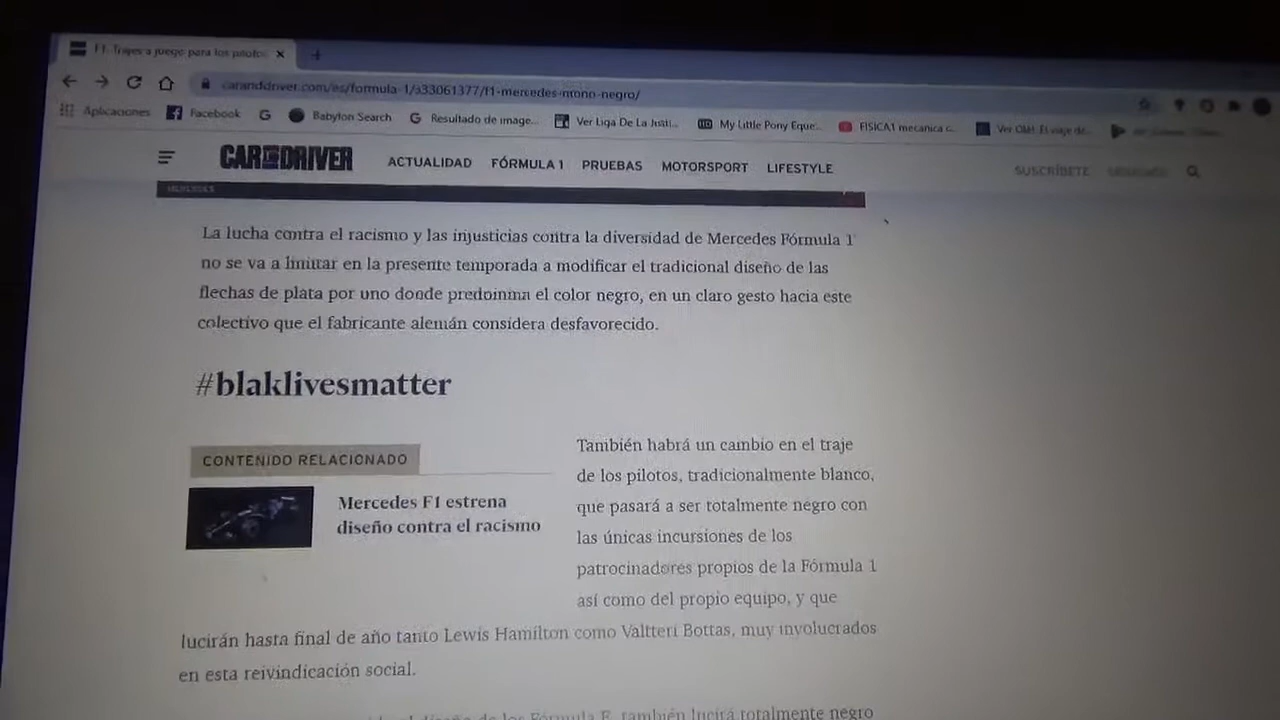 F1: Trajes a juego para los pilotos
caranddriver.com/es/formula-1/a33061377/f1-mercedes-mono-negro/
Aplicaciones Facebook Babylon Search Resultado de image... Ver Liga De La Justi... My Little Pony Eque... FISICA1 mecanica c... Ver Olé!: El viaje de...
CAR AND DRIVER ACTUALIDAD FÓRMULA 1 PRUEBAS MOTORSPORT LIFESTYLE SUSCRÍBETE
MERCEDES
La lucha contra el racismo y las injusticias contra la diversidad de Mercedes Fórmula 1
no se va a limitar en la presente temporada a modificar el tradicional diseño de las
flechas de plata por uno donde predoinma el color negro, en un claro gesto hacia este
colectivo que el fabricante alemán considera desfavorecido.
#blaklivesmatter
CONTENIDO RELACIONADO
Mercedes F1 estrena
diseño contra el racismo
También habrá un cambio en el traje
de los pilotos, tradicionalmente blanco,
que pasará a ser totalmente negro con
las únicas incursiones de los
patrocinadores propios de la Fórmula 1
así como del propio equipo, y que
lucirán hasta final de año tanto Lewis Hamilton como Valtteri Bottas, muy involucrados
en esta reivindicación social.
el diseño de los Fórmula E, también lucirá totalmente negro